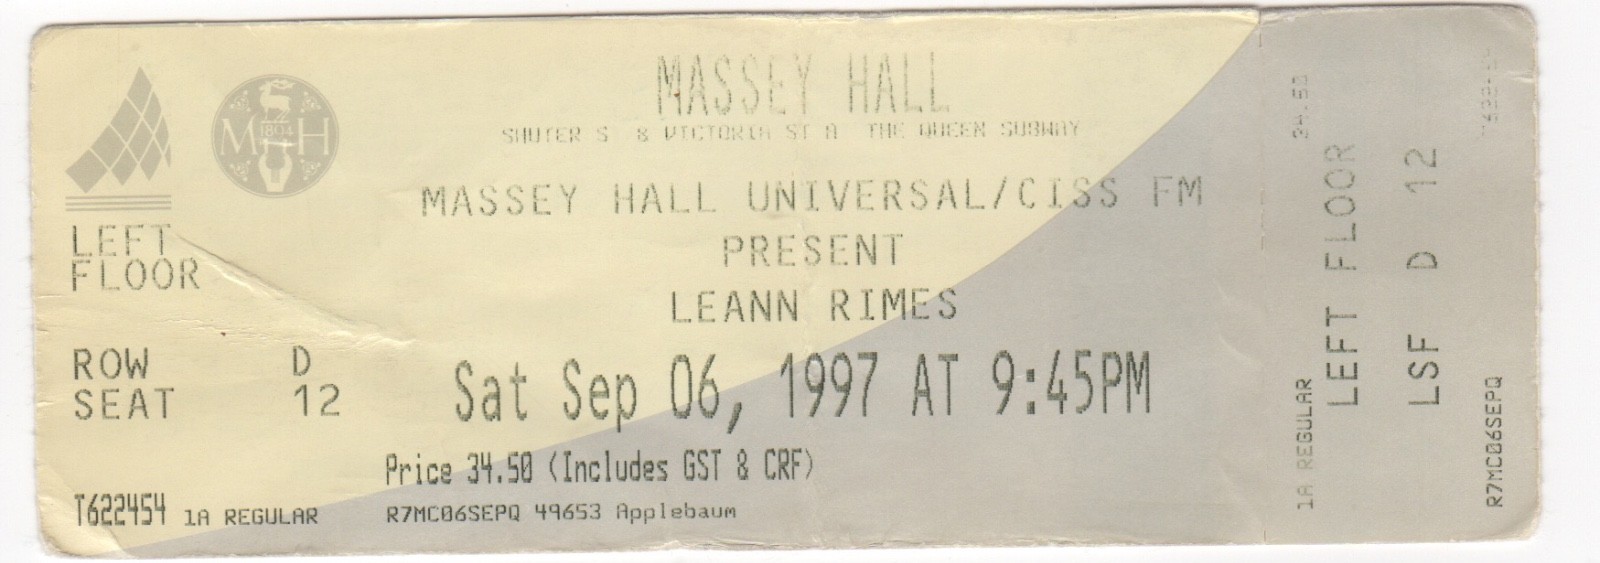 MASSEY HALL
SHUTER S & VICTORIA ST A THE QUEEN SUBWAY
MASSEY HALL UNIVERSAL/CISS FM
PRESENT
LEANN RIMES
Sat Sep 06, 1997 AT 9:45PM
Price 34.50 (Includes GST & CRF)
R7MC06SEPQ 49653 Applebaum
M H
1894
LEFT
FLOOR
ROW D
SEAT 12
T622454 1A REGULAR
1A REGULAR 34.50
LEFT FLOOR
LSF D 12
R7MC06SEPQ